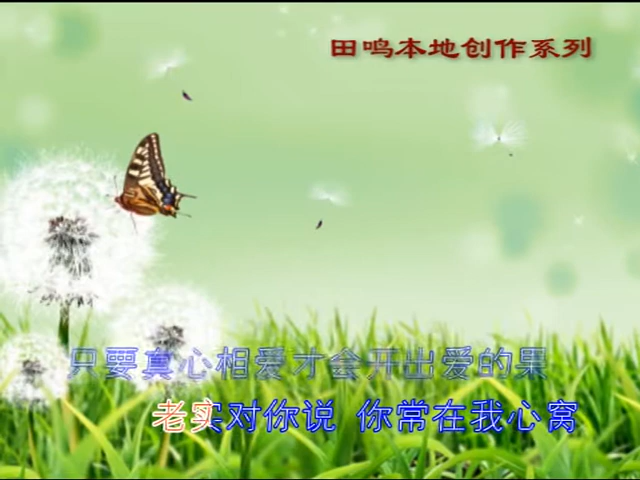 田鸣本地创作系列
只要真心相爱才会开出爱的果
老实对你说 你常在我心窝